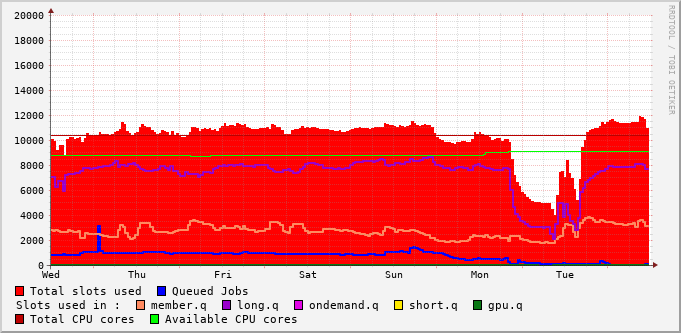 20000
18000
16000
14000
12000
10000
8000
6000
4000
2000
0
Wed Thu Fri Sat Sun Mon Tue
Total slots used Queued Jobs
Slots used in : member.q long.q ondemand.q short.q gpu.q
Total CPU cores Available CPU cores
RRDTOOL / TOBI OETIKER